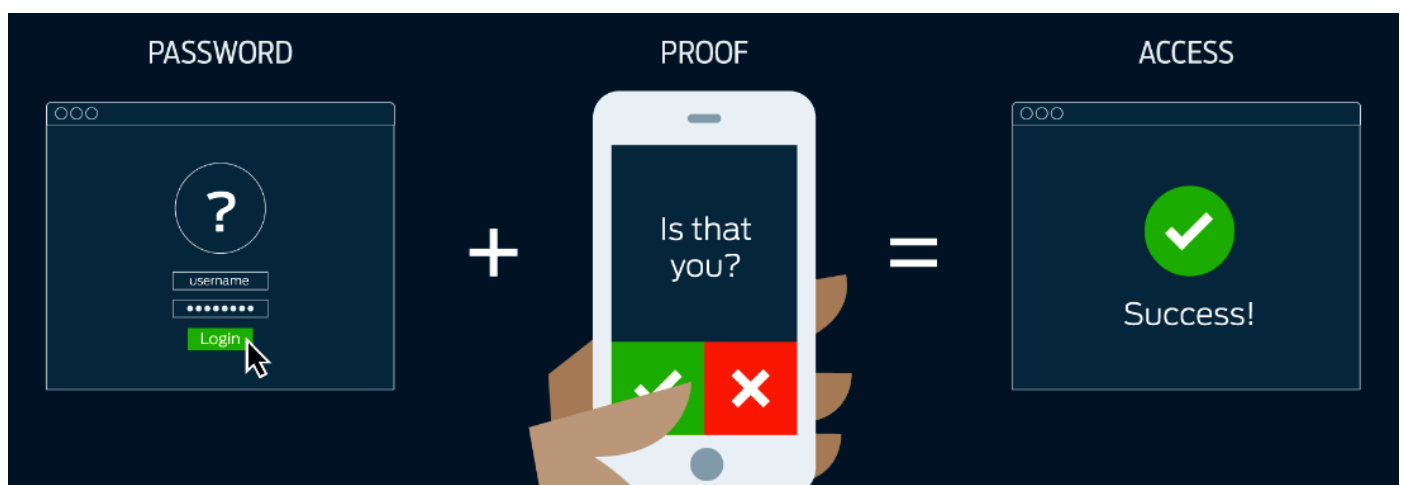 PASSWORD
username
••••••••
Login
+
PROOF
Is that
you?
=
ACCESS
Success!